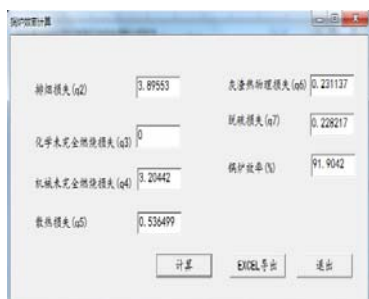 锅炉效率计算
排烟损失(q2) 3.89553
化学未完全燃烧损失(q3) 0
机械未完全燃烧损失(q4) 3.20442
散热损失(q5) 0.536499
灰渣热物理损失(q6) 0.231137
脱硫损失(q7) 0.228217
锅炉效率(%) 91.9042
计算 EXCEL导出 退出